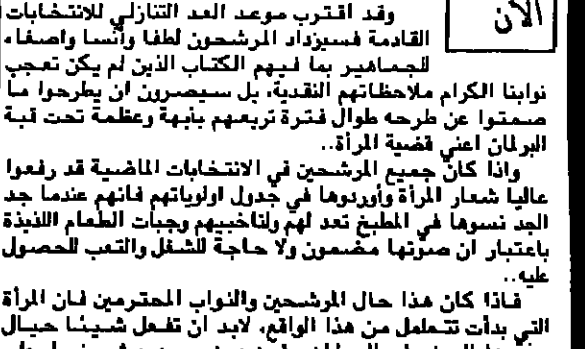 الآن
وقد اقترب موعد العد التنازلي للانتخابات
القادمة فسيزداد المرشحون لطفا وأنسا واصغاء
للجماهير بما فيهم الكتاب الذين لم يكن تعجب
نوابنا الكرام ملاحظاتهم النقدية، بل سيصرون ان يطرحوا ما
صمتوا عن طرحه طوال فترة تربعهم بأبهة وعظمة تحت قبة
البرلمان اعني قضية المرأة..
واذا كان جميع المرشحين في الانتخابات الماضية قد رفعوا
عاليا شعار المرأة وأوردوها في جدول اولوياتهم فانهم عندما جد
الجد نسوها في المطبخ تعد لهم ولناخبيهم وجبات الطعام اللذيذة
باعتبار ان صوتها مضمون ولا حاجة للشغل والتعب للحصول
عليه..
فاذا كان هذا حال المرشحين والنواب المحترمين فان المرأة
التي بدأت تتململ من هذا الواقع، لابد ان تفعل شيئا حيال